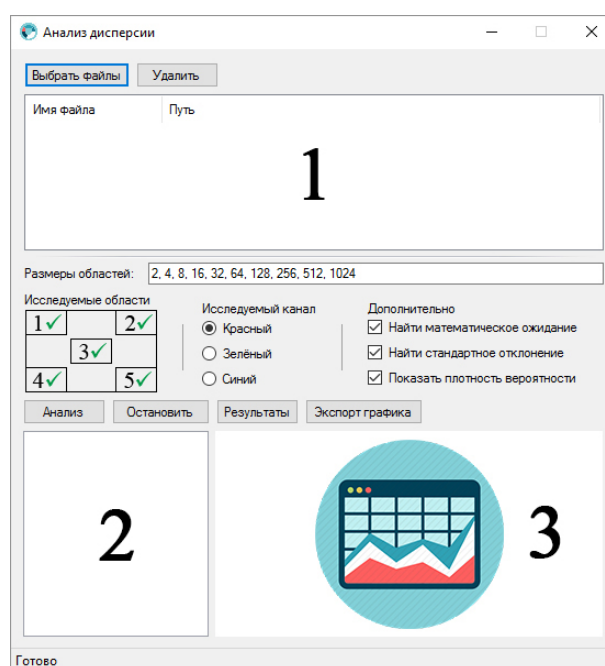 Анализ дисперсии
Выбрать файлы Удалить
Имя файла Путь
1
Размеры областей: 2, 4, 8, 16, 32, 64, 128, 256, 512, 1024
Исследуемые области Исследуемый канал Дополнительно
1 2 Красный Найти математическое ожидание
3 Зелёный Найти стандартное отклонение
4 5 Синий Показать плотность вероятности
Анализ Остановить Результаты Экспорт графика
2 3
Готово